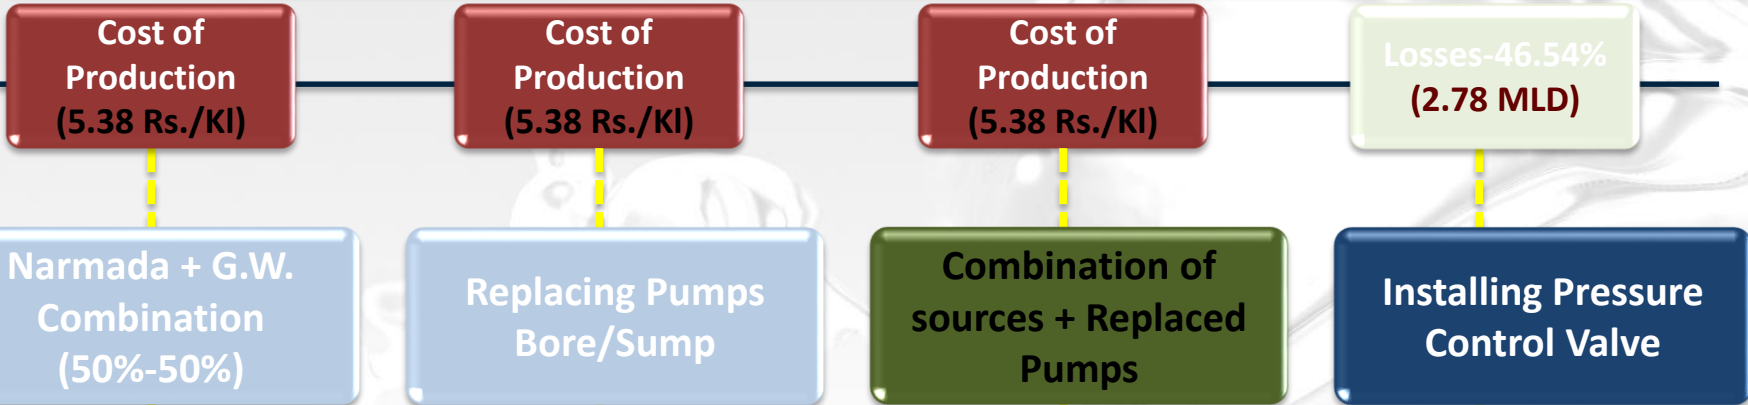 Cost of
Production
(5.38 Rs./Kl)
Cost of
Production
(5.38 Rs./Kl)
Cost of
Production
(5.38 Rs./Kl)
Losses-46.54%
(2.78 MLD)
Narmada + G.W.
Combination
(50%-50%)
Replacing Pumps
Bore/Sump
Combination of
sources + Replaced
Pumps
Installing Pressure
Control Valve